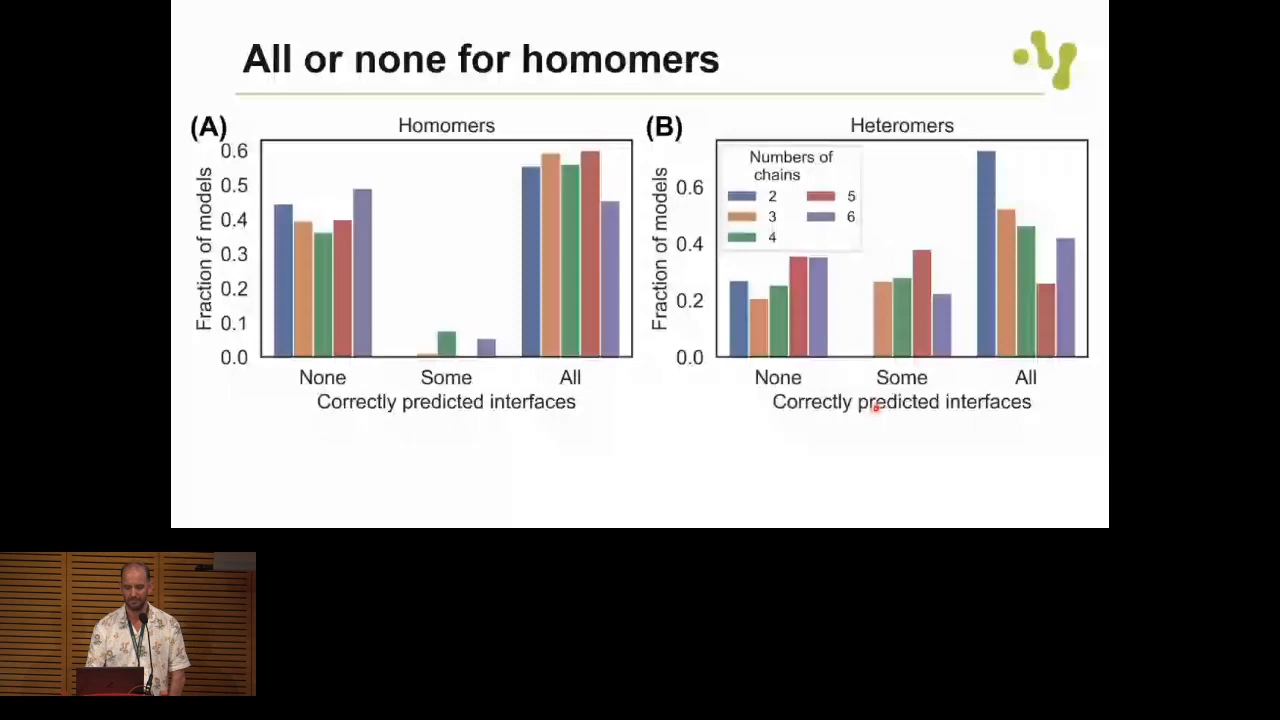 All or none for homomers
(A)
Homomers
Fraction of models
0.6
0.5
0.4
0.3
0.2
0.1
0.0
None
Some
All
Correctly predicted interfaces
(B)
Heteromers
Fraction of models
0.6
0.4
0.2
0.0
Numbers of
chains
2
3
4
5
6
None
Some
All
Correctly predicted interfaces